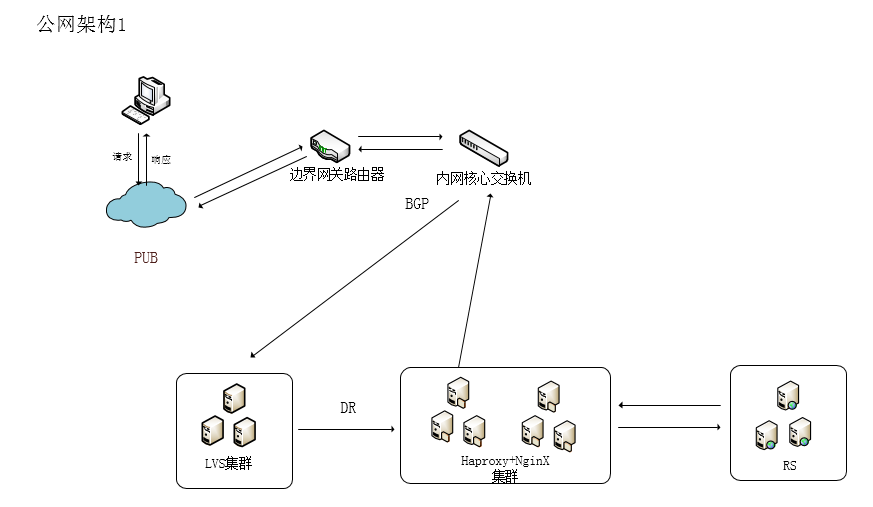 公网架构1
请求
响应
边界网关路由器
内网核心交换机
BGP
PUB
DR
LVS集群
Haproxy+NginX
集群
RS